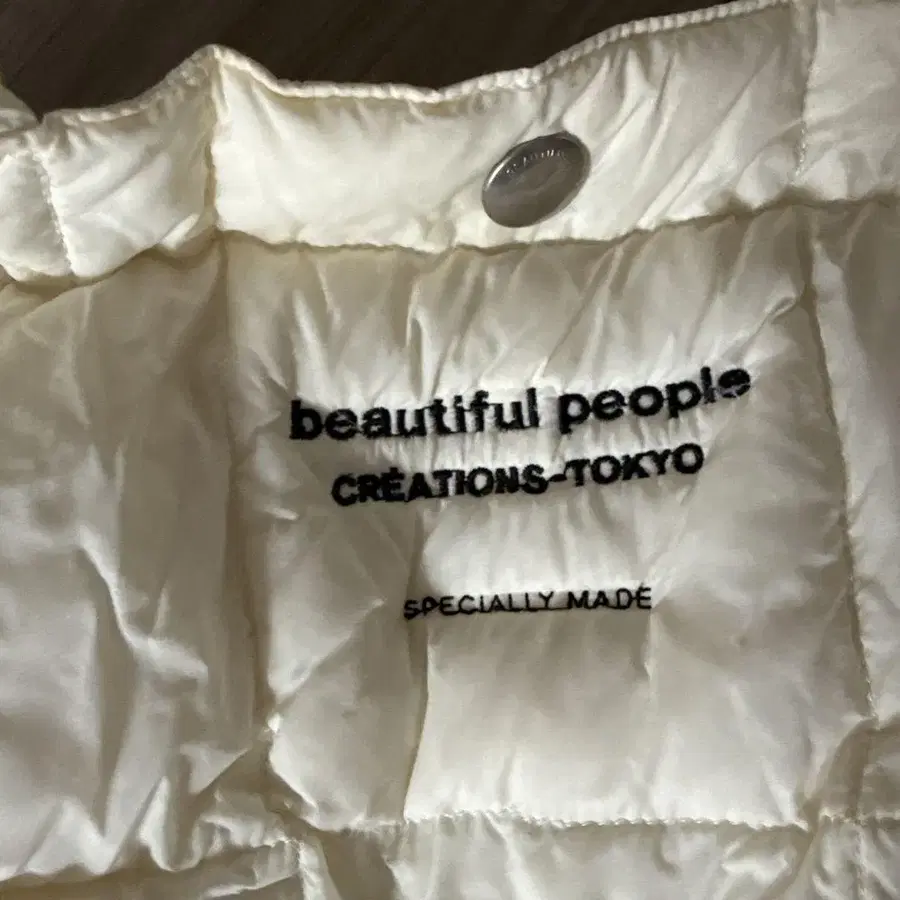 beautiful people
CRÉATIONS-TOKYO
SPECIALLY MADE